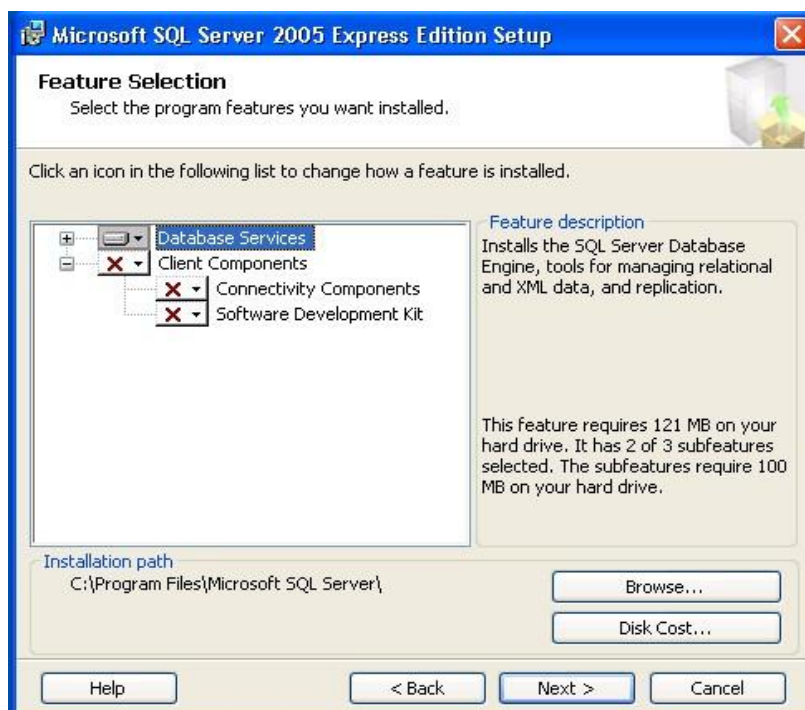 Microsoft SQL Server 2005 Express Edition Setup
Feature Selection
Select the program features you want installed.
Click an icon in the following list to change how a feature is installed.
Database Services
Client Components
Connectivity Components
Software Development Kit
Feature description
Installs the SQL Server Database
Engine, tools for managing relational
and XML data, and replication.
This feature requires 121 MB on your
hard drive. It has 2 of 3 subfeatures
selected. The subfeatures require 100
MB on your hard drive.
Installation path
C:\Program Files\Microsoft SQL Server\
Browse...
Disk Cost...
Help
< Back
Next >
Cancel